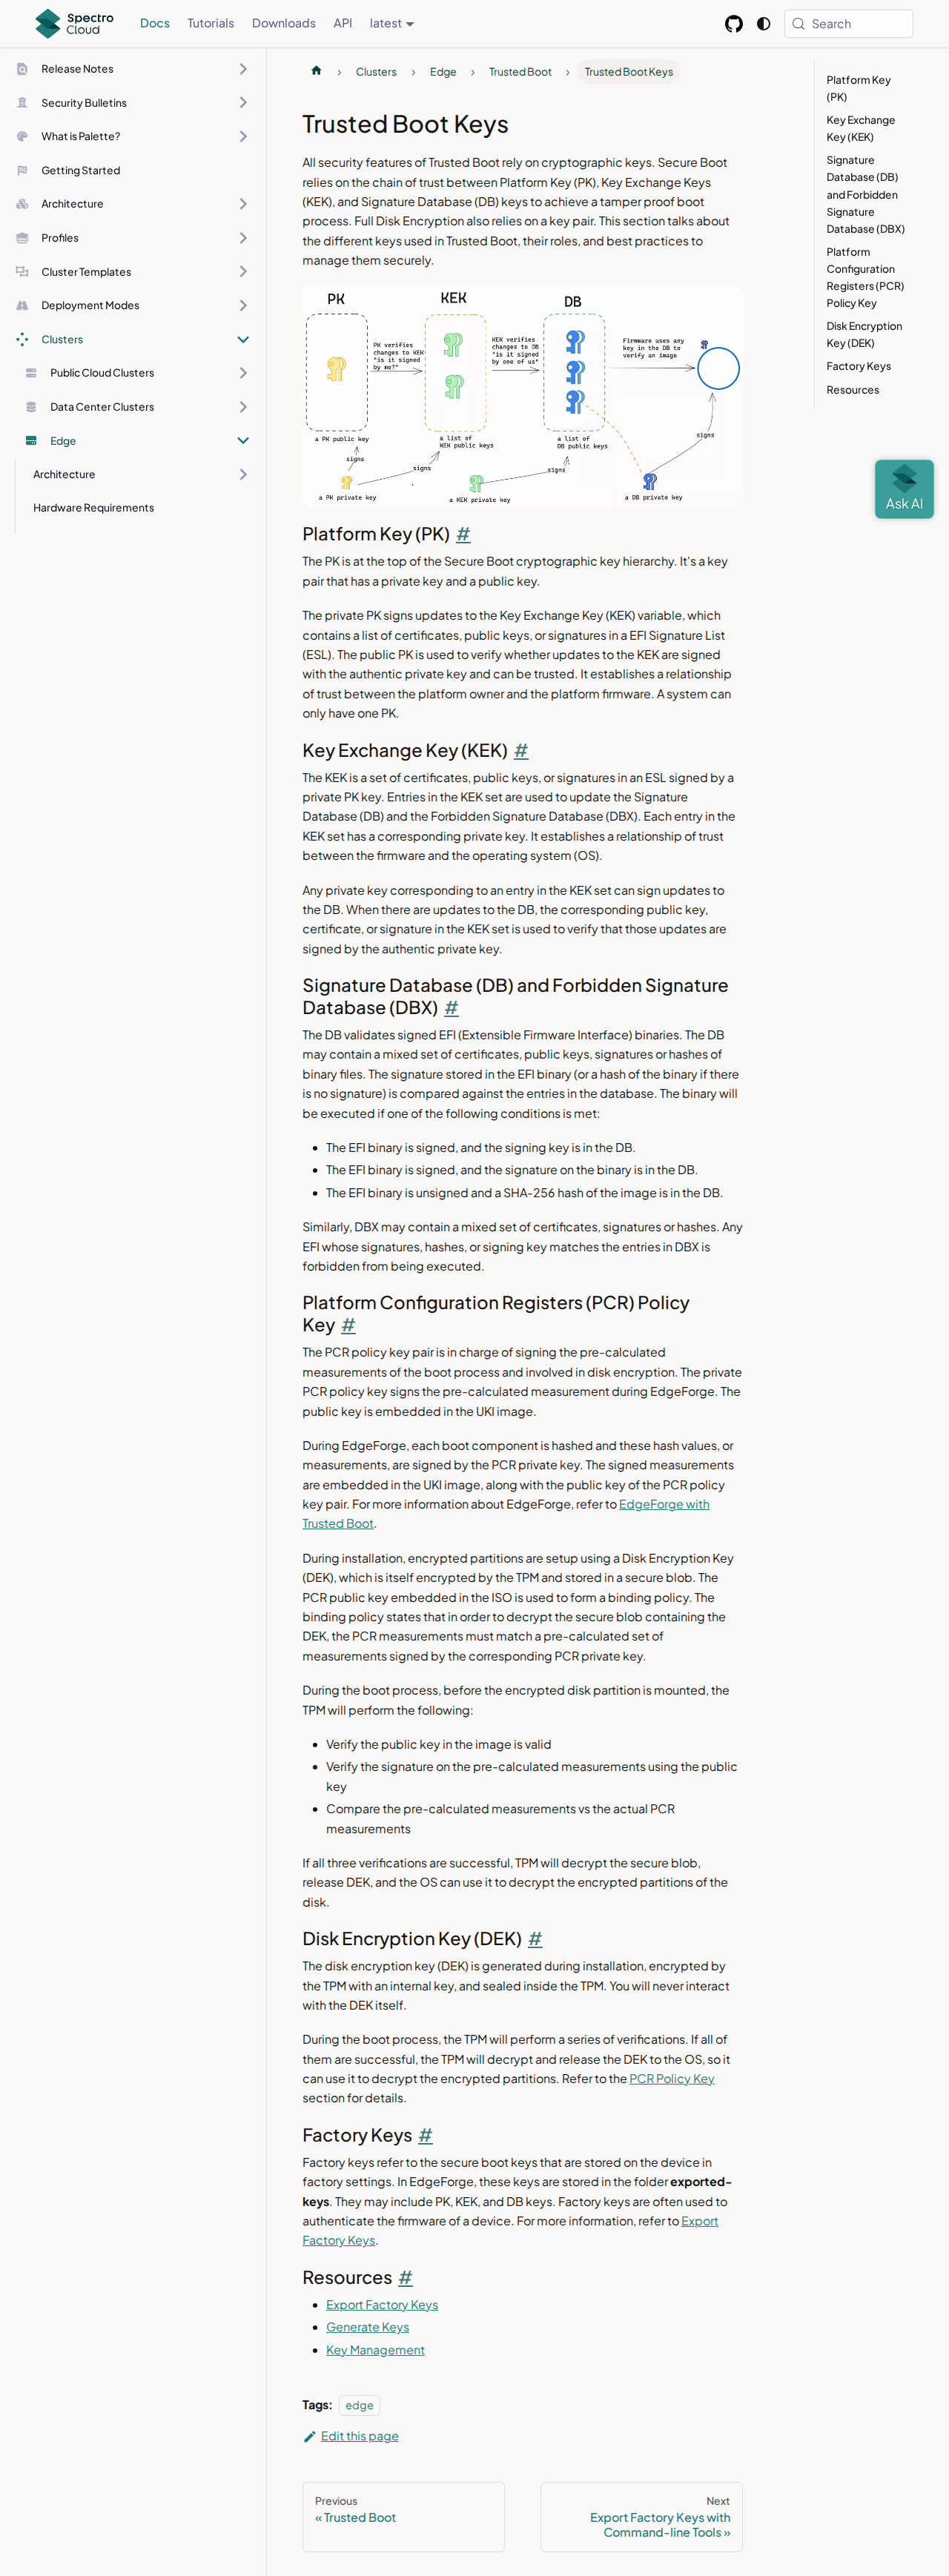 Spectro
Cloud
Docs
Tutorials
Downloads
API
latest
Search
Release Notes
Security Bulletins
What is Palette?
Getting Started
Architecture
Profiles
Cluster Templates
Deployment Modes
Clusters
Public Cloud Clusters
Data Center Clusters
Edge
Architecture
Hardware Requirements
Clusters
Edge
Trusted Boot
Trusted Boot Keys
Trusted Boot Keys
All security features of Trusted Boot rely on cryptographic keys. Secure Boot
relies on the chain of trust between Platform Key (PK), Key Exchange Keys
(KEK), and Signature Database (DB) keys to achieve a tamper proof boot
process. Full Disk Encryption also relies on a key pair. This section talks about
the different keys used in Trusted Boot, their roles, and best practices to
manage them securely.
PK
KEK
DB
PK verifies
changes to KEK
"is it signed
by me?"
KEK verifies
changes to DB
"is it signed
by one of us"
Firmware uses any
key in the DB to
verify an image
a PK public key
a list of
KEK public keys
a list of
DB public keys
signs
signs
signs
signs
a PK private key
a KEK private key
a DB private key
Platform Key (PK) #
The PK is at the top of the Secure Boot cryptographic key hierarchy. It's a key
pair that has a private key and a public key.
The private PK signs updates to the Key Exchange Key (KEK) variable, which
contains a list of certificates, public keys, or signatures in a EFI Signature List
(ESL). The public PK is used to verify whether updates to the KEK are signed
with the authentic private key and can be trusted. It establishes a relationship
of trust between the platform owner and the platform firmware. A system can
only have one PK.
Key Exchange Key (KEK) #
The KEK is a set of certificates, public keys, or signatures in an ESL signed by a
private PK key. Entries in the KEK set are used to update the Signature
Database (DB) and the Forbidden Signature Database (DBX). Each entry in the
KEK set has a corresponding private key. It establishes a relationship of trust
between the firmware and the operating system (OS).
Any private key corresponding to an entry in the KEK set can sign updates to
the DB. When there are updates to the DB, the corresponding public key,
certificate, or signature in the KEK set is used to verify that those updates are
signed by the authentic private key.
Signature Database (DB) and Forbidden Signature
Database (DBX) #
The DB validates signed EFI (Extensible Firmware Interface) binaries. The DB
may contain a mixed set of certificates, public keys, signatures or hashes of
binary files. The signature stored in the EFI binary (or a hash of the binary if there
is no signature) is compared against the entries in the database. The binary will
be executed if one of the following conditions is met:
• The EFI binary is signed, and the signing key is in the DB.
• The EFI binary is signed, and the signature on the binary is in the DB.
• The EFI binary is unsigned and a SHA-256 hash of the image is in the DB.
Similarly, DBX may contain a mixed set of certificates, signatures or hashes. Any
EFI whose signatures, hashes, or signing key matches the entries in DBX is
forbidden from being executed.
Platform Configuration Registers (PCR) Policy
Key #
The PCR policy key pair is in charge of signing the pre-calculated
measurements of the boot process and involved in disk encryption. The private
PCR policy key signs the pre-calculated measurement during EdgeForge. The
public key is embedded in the UKI image.
During EdgeForge, each boot component is hashed and these hash values, or
measurements, are signed by the PCR private key. The signed measurements
are embedded in the UKI image, along with the public key of the PCR policy
key pair. For more information about EdgeForge, refer to EdgeForge with
Trusted Boot.
During installation, encrypted partitions are setup using a Disk Encryption Key
(DEK), which is itself encrypted by the TPM and stored in a secure blob. The
PCR public key embedded in the ISO is used to form a binding policy. The
binding policy states that in order to decrypt the secure blob containing the
DEK, the PCR measurements must match a pre-calculated set of
measurements signed by the corresponding PCR private key.
During the boot process, before the encrypted disk partition is mounted, the
TPM will perform the following:
• Verify the public key in the image is valid
• Verify the signature on the pre-calculated measurements using the public
key
• Compare the pre-calculated measurements vs the actual PCR
measurements
If all three verifications are successful, TPM will decrypt the secure blob,
release DEK, and the OS can use it to decrypt the encrypted partitions of the
disk.
Disk Encryption Key (DEK) #
The disk encryption key (DEK) is generated during installation, encrypted by
the TPM with an internal key, and sealed inside the TPM. You will never interact
with the DEK itself.
During the boot process, the TPM will perform a series of verifications. If all of
them are successful, the TPM will decrypt and release the DEK to the OS, so it
can use it to decrypt the encrypted partitions. Refer to the PCR Policy Key
section for details.
Factory Keys #
Factory keys refer to the secure boot keys that are stored on the device in
factory settings. In EdgeForge, these keys are stored in the folder exported-
keys. They may include PK, KEK, and DB keys. Factory keys are often used to
authenticate the firmware of a device. For more information, refer to Export
Factory Keys.
Resources #
• Export Factory Keys
• Generate Keys
• Key Management
Tags: edge
Edit this page
Previous
« Trusted Boot
Next
Export Factory Keys with
Command-line Tools »
Platform Key
(PK)
Key Exchange
Key (KEK)
Signature
Database (DB)
and Forbidden
Signature
Database (DBX)
Platform
Configuration
Registers (PCR)
Policy Key
Disk Encryption
Key (DEK)
Factory Keys
Resources
Ask AI